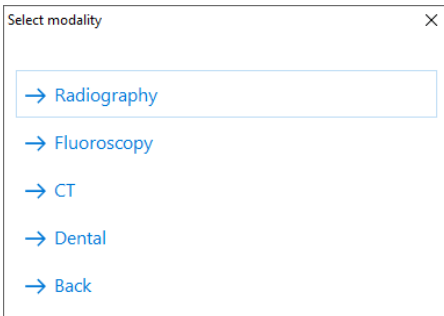 Select modality
Radiography
Fluoroscopy
CT
Dental
Back